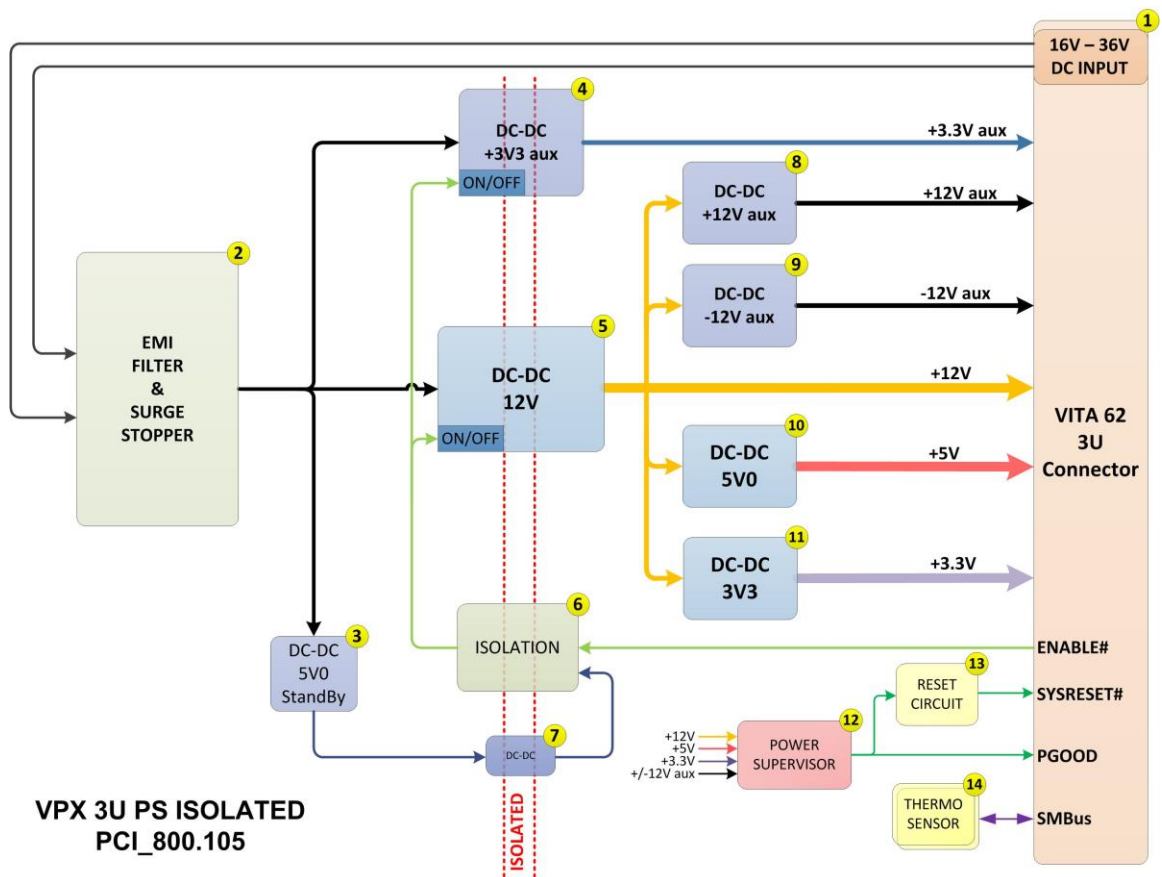 1
16V – 36V
DC INPUT
4
DC-DC
+3V3 aux
ON/OFF
+3.3V aux
8
DC-DC
+12V aux
+12V aux
2
EMI
FILTER
&
SURGE
STOPPER
9
DC-DC
-12V aux
-12V aux
5
DC-DC
12V
ON/OFF
+12V
VITA 62
3U
Connector
10
DC-DC
5V0
+5V
11
DC-DC
3V3
+3.3V
6
ISOLATION
ENABLE#
3
DC-DC
5V0
StandBy
13
RESET
CIRCUIT
SYSRESET#
7
DC-DC
12
+12V
+5V
+3.3V
+/-12V aux
POWER
SUPERVISOR
PGOOD
14
THERMO
SENSOR
SMBus
ISOLATED
VPX 3U PS ISOLATED
PCI_800.105